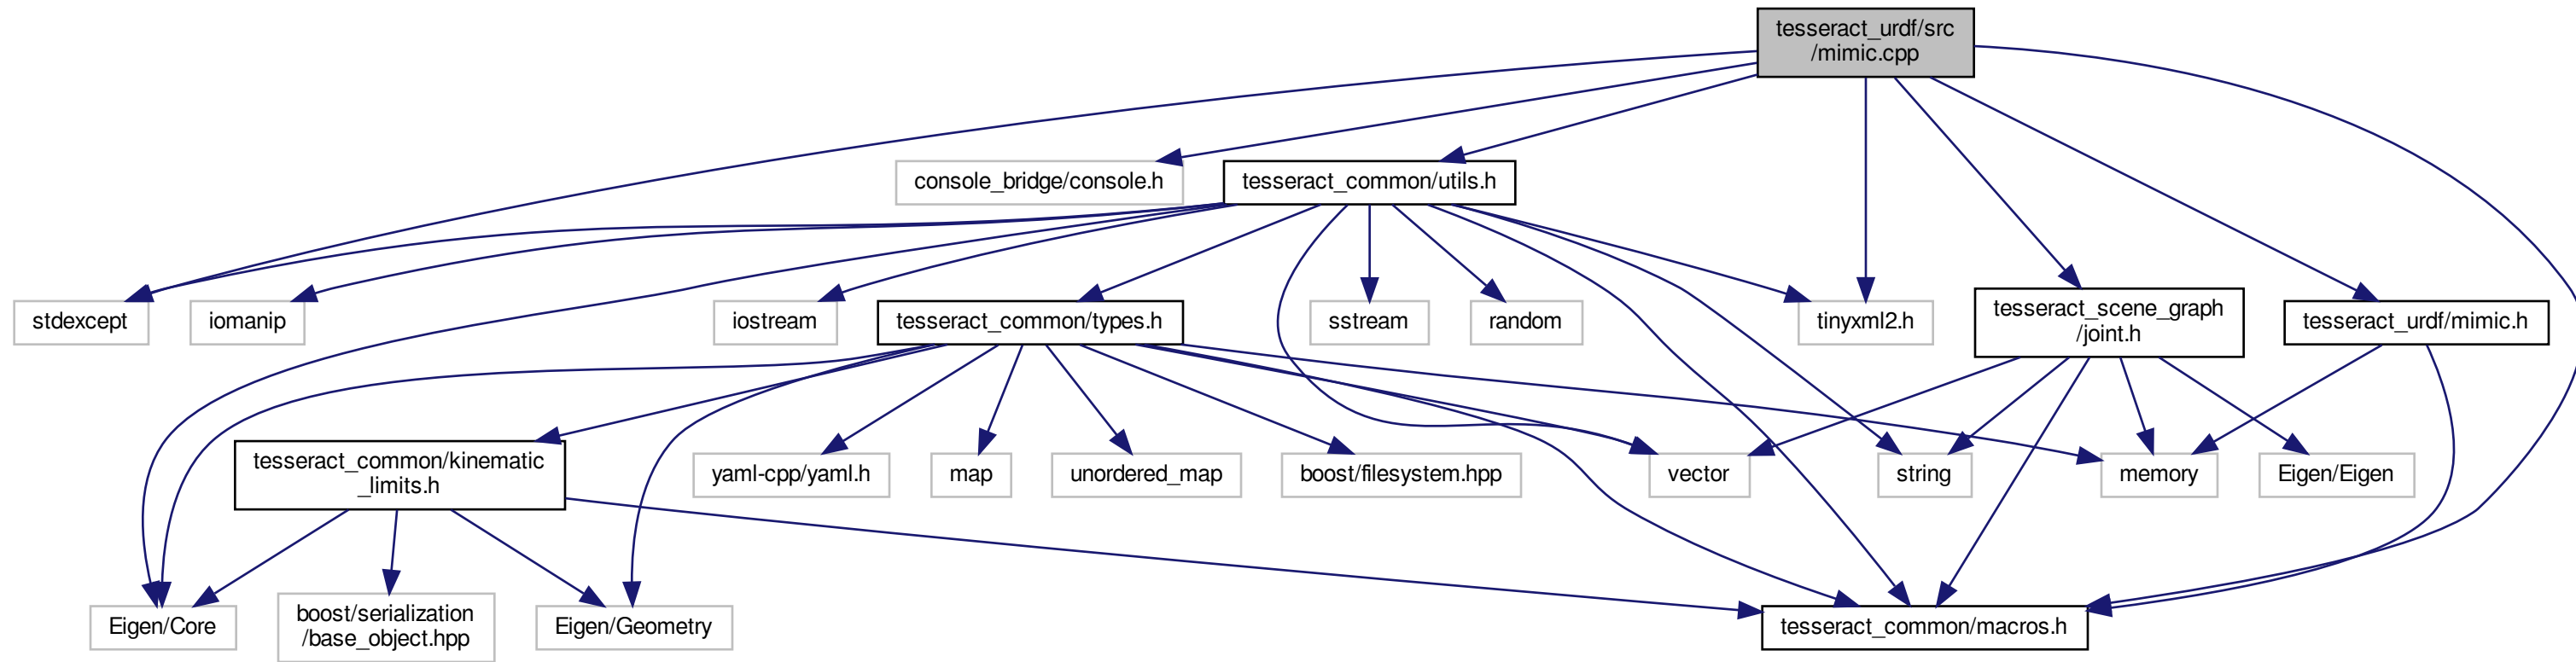 tesseract_urdf/src
/mimic.cpp
console_bridge/console.h
tesseract_common/utils.h
stdexcept
iomanip
iostream
tesseract_common/types.h
sstream
random
tinyxml2.h
tesseract_scene_graph
/joint.h
tesseract_urdf/mimic.h
tesseract_common/kinematic
_limits.h
yaml-cpp/yaml.h
map
unordered_map
boost/filesystem.hpp
vector
string
memory
Eigen/Eigen
Eigen/Core
boost/serialization
/base_object.hpp
Eigen/Geometry
tesseract_common/macros.h